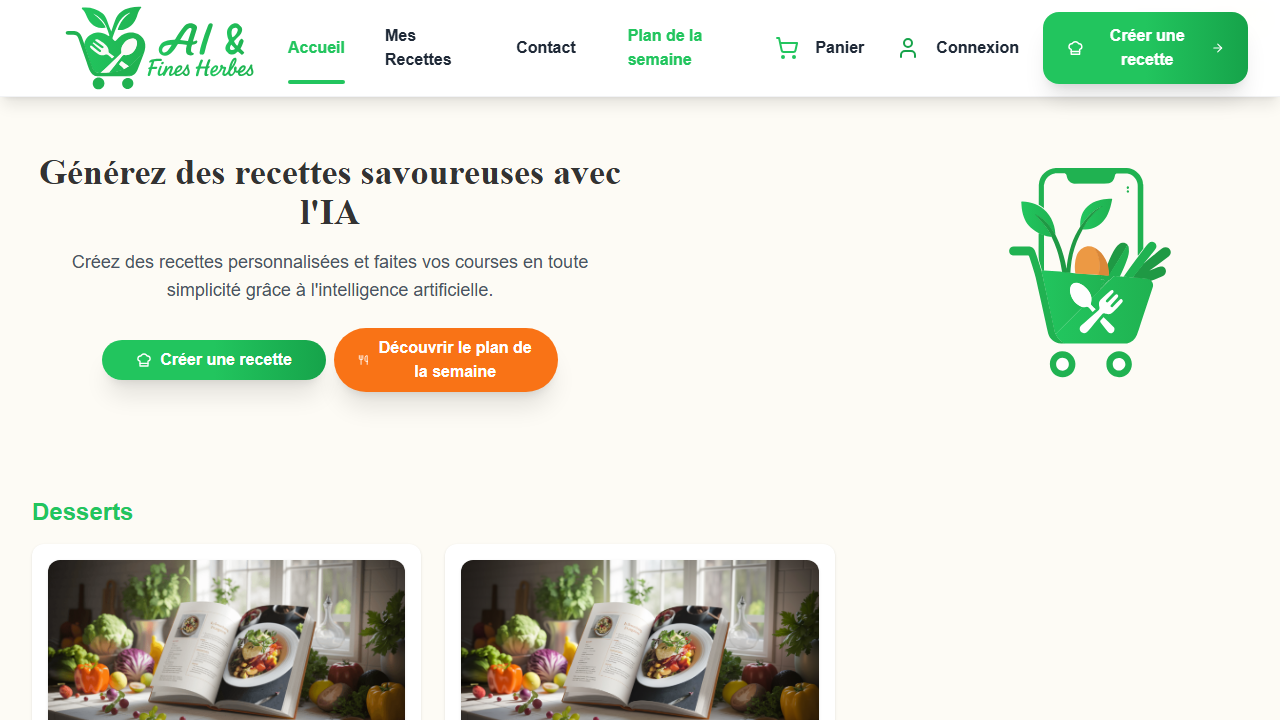 AI &
Fines Herbes
Accueil
Mes
Recettes
Contact
Plan de la
semaine
Panier
Connexion
Créer une
recette
Générez des recettes savoureuses avec
l'IA
Créez des recettes personnalisées et faites vos courses en toute
simplicité grâce à l'intelligence artificielle.
Créer une recette
Découvrir le plan de
la semaine
Desserts